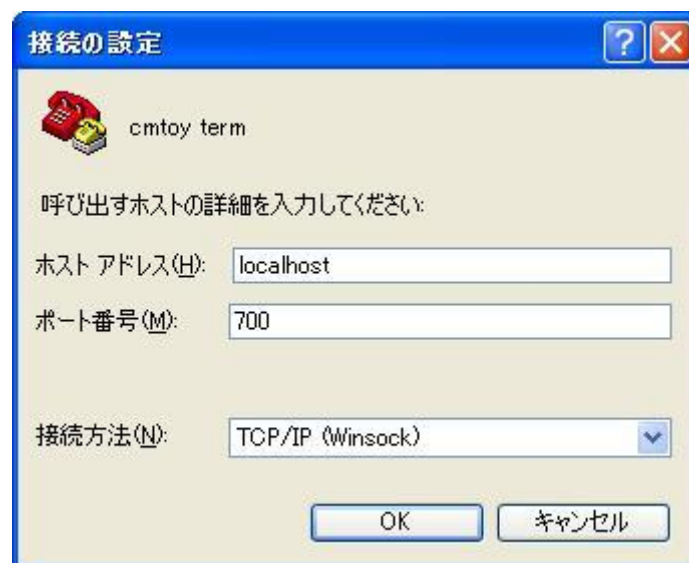 接続の設定
cmtoy term
呼び出すホストの詳細を入力してください:
ホスト アドレス(H): localhost
ポート番号(M): 700
接続方法(N): TCP/IP (Winsock)
OK キャンセル